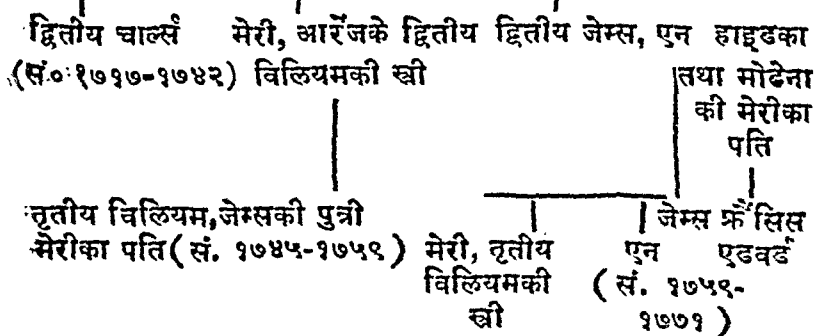 द्वितीय चार्ल्स मेरी, आरेंजके द्वितीय द्वितीय जेम्स, एन हाइडका
(सं० १७१७-१७४२) विलियमकी स्त्री तथा मोडेना
की मेरीका
पति
तृतीय विलियम, जेम्सकी पुत्री जेम्स फ्रैंसिस
मेरीका पति (सं. १७४५-१७५९) मेरी, तृतीय एन एडवर्ड
विलियमकी (सं. १७५९-
स्त्री १७७१)